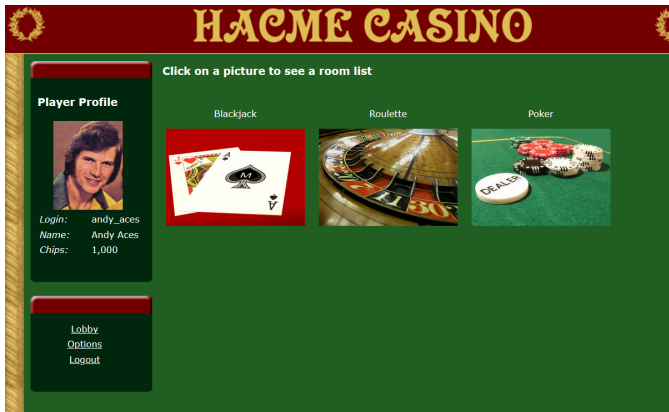 HACME CASINO
Click on a picture to see a room list
Player Profile
Login: andy_aces
Name: Andy Aces
Chips: 1,000
Lobby
Options
Logout
Blackjack Roulette Poker
A
M
A
DEALER